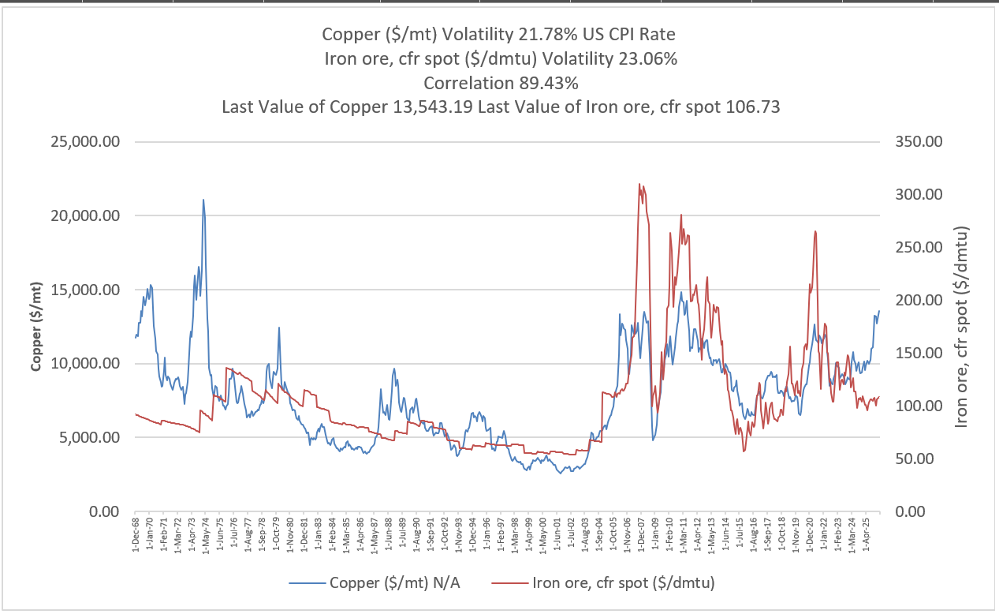 Copper ($/mt) Volatility 21.78% US CPI Rate
Iron ore, cfr spot ($/dmtu) Volatility 23.06%
Correlation 89.43%
Last Value of Copper 13,543.19 Last Value of Iron ore, cfr spot 106.73
25,000.00
20,000.00
15,000.00
10,000.00
5,000.00
0.00
Copper ($/mt)
350.00
300.00
250.00
200.00
150.00
100.00
50.00
0.00
Iron ore, cfr spot ($/dmtu)
1-Dec-68
1-Jan-70
1-Feb-71
1-Mar-72
1-Apr-73
1-May-74
1-Jun-75
1-Jul-76
1-Aug-77
1-Sep-78
1-Oct-79
1-Nov-80
1-Dec-81
1-Jan-83
1-Feb-84
1-Mar-85
1-Apr-86
1-May-87
1-Jun-88
1-Jul-89
1-Aug-90
1-Sep-91
1-Oct-92
1-Nov-93
1-Dec-94
1-Jan-96
1-Feb-97
1-Mar-98
1-Apr-99
1-May-00
1-Jun-01
1-Jul-02
1-Aug-03
1-Sep-04
1-Oct-05
1-Nov-06
1-Dec-07
1-Jan-09
1-Feb-10
1-Mar-11
1-Apr-12
1-May-13
1-Jun-14
1-Jul-15
1-Aug-16
1-Sep-17
1-Oct-18
1-Nov-19
1-Dec-20
1-Jan-22
1-Feb-23
1-Mar-24
1-Apr-25
Copper ($/mt) N/A
Iron ore, cfr spot ($/dmtu)